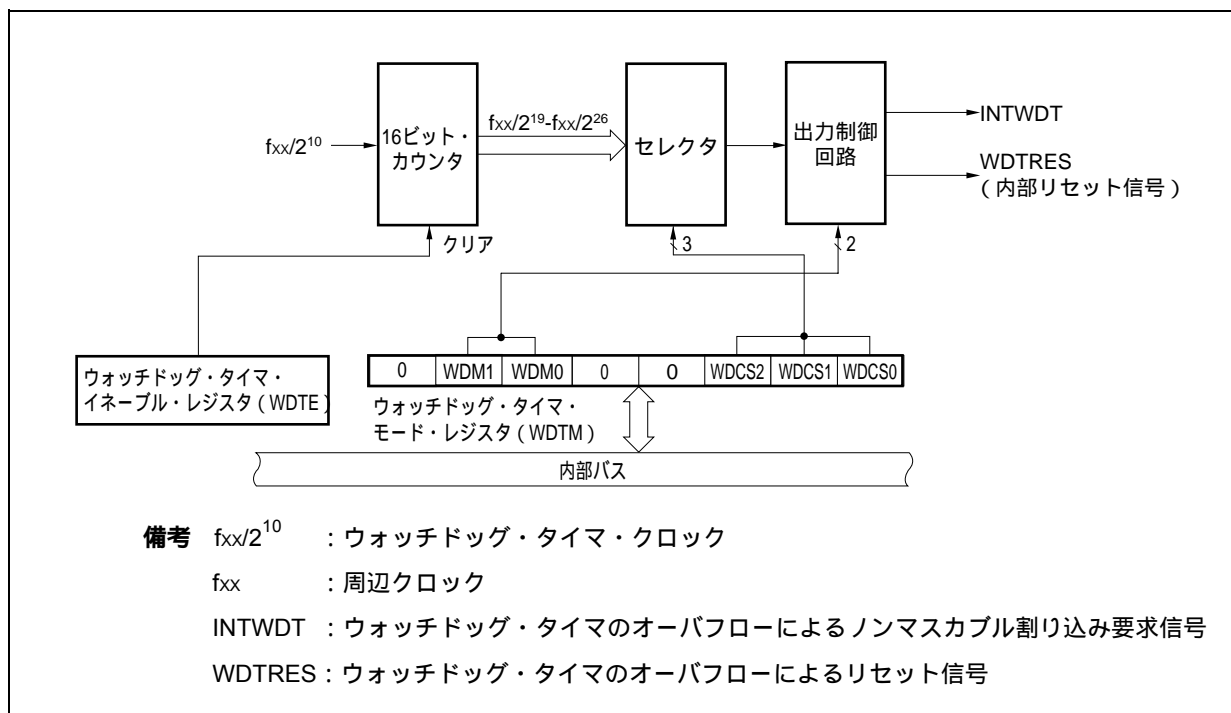 fxx/2^10
16ビット・
カウンタ
fxx/2^19-fxx/2^26
セレクタ
出力制御
回路
INTWDT
WDTRES
(内部リセット信号)
クリア
3
2
ウォッチドッグ・タイマ・
イネーブル・レジスタ(WDTE)
0 WDM1 WDM0 0 0 WDCS2 WDCS1 WDCS0
ウォッチドッグ・タイマ・
モード・レジスタ(WDTM)
内部バス
備考 fxx/2^10 :ウォッチドッグ・タイマ・クロック
fxx :周辺クロック
INTWDT :ウォッチドッグ・タイマのオーバフローによるノンマスカブル割り込み要求信号
WDTRES:ウォッチドッグ・タイマのオーバフローによるリセット信号